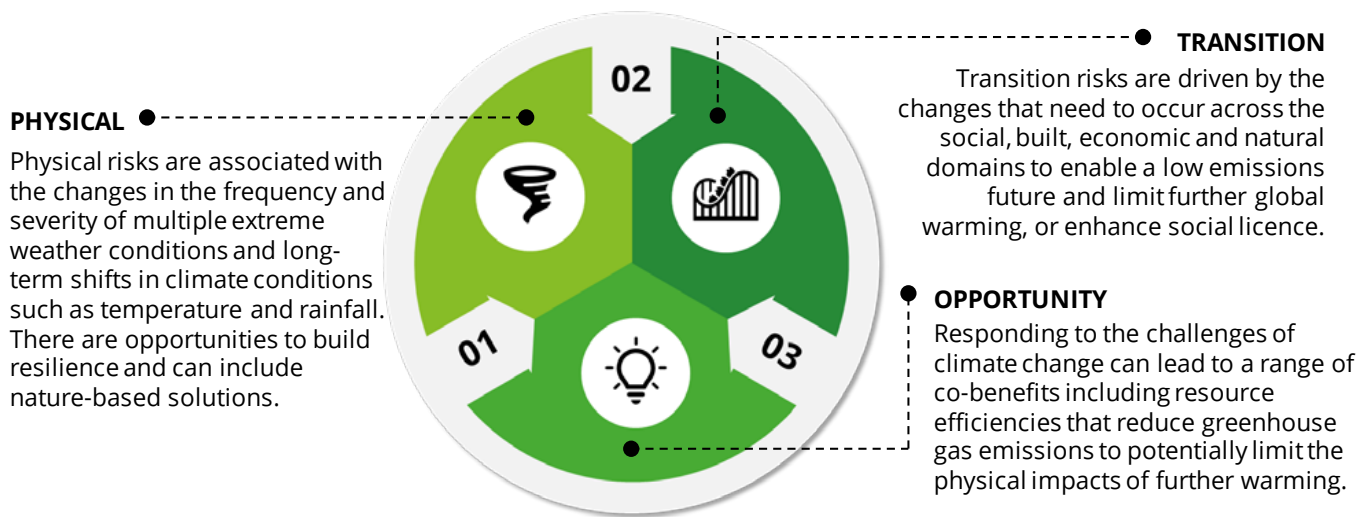 PHYSICAL
Physical risks are associated with
the changes in the frequency and
severity of multiple extreme
weather conditions and long-
term shifts in climate conditions
such as temperature and rainfall.
There are opportunities to build
resilience and can include
nature-based solutions.
01
02
03
TRANSITION
Transition risks are driven by the
changes that need to occur across the
social, built, economic and natural
domains to enable a low emissions
future and limit further global
warming, or enhance social licence.
OPPORTUNITY
Responding to the challenges of
climate change can lead to a range of
co-benefits including resource
efficiencies that reduce greenhouse
gas emissions to potentially limit the
physical impacts of further warming.